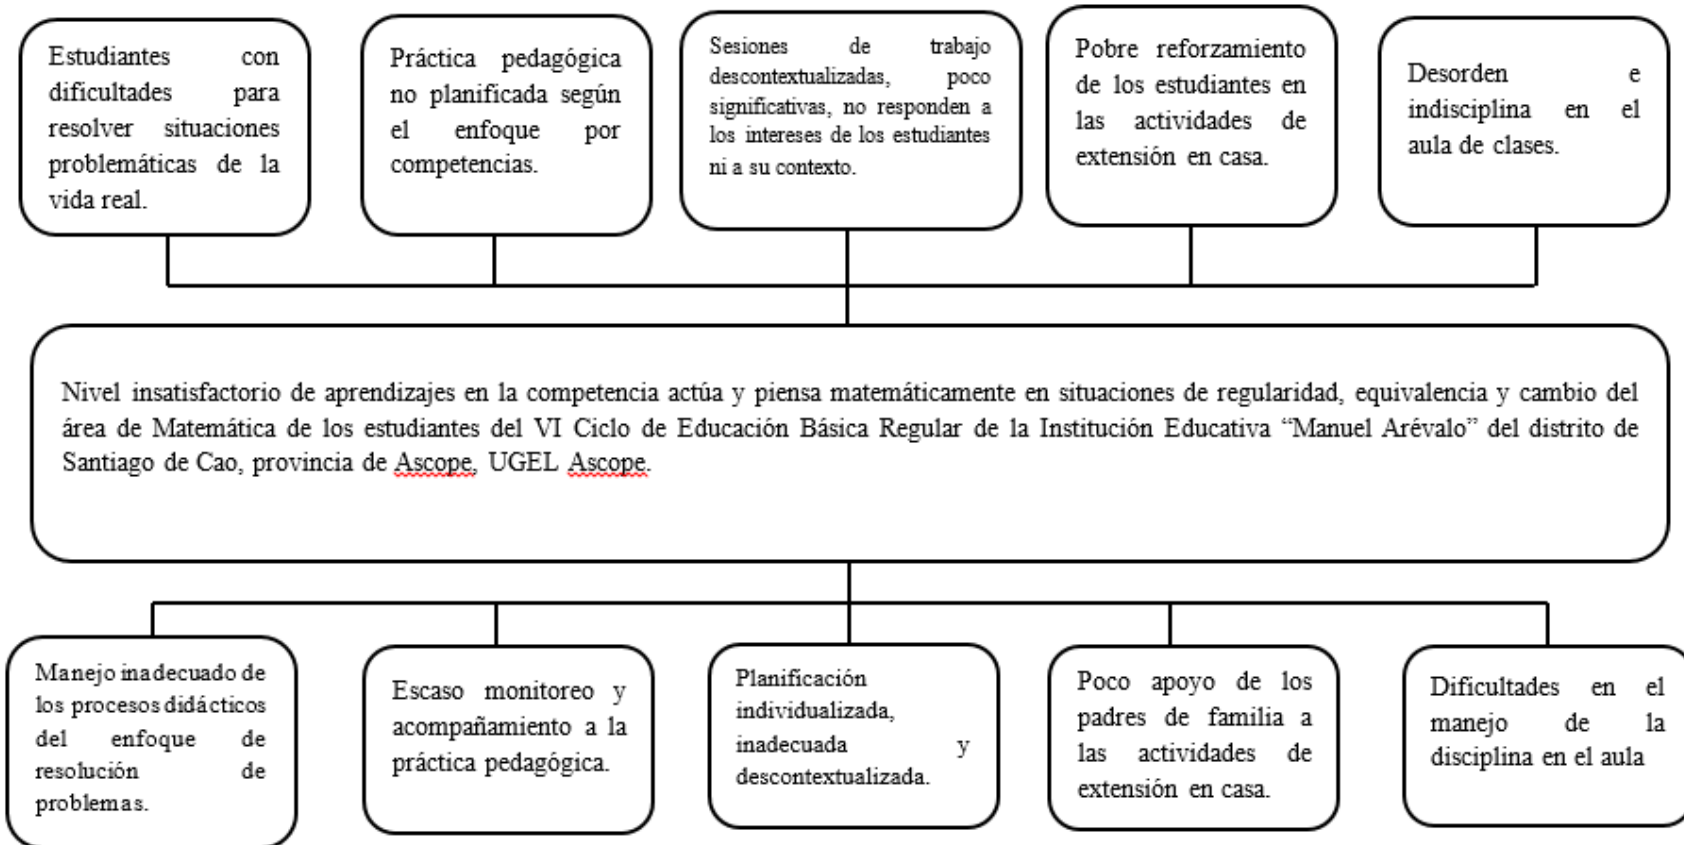 Estudiantes con
dificultades para
resolver situaciones
problemáticas de la
vida real.
Práctica pedagógica
no planificada según
el enfoque por
competencias.
Sesiones de trabajo
descontextualizadas, poco
significativas, no responden a
los intereses de los estudiantes
ni a su contexto.
Pobre reforzamiento
de los estudiantes en
las actividades de
extensión en casa.
Desorden e
indisciplina en el
aula de clases.
Nivel insatisfactorio de aprendizajes en la competencia actúa y piensa matemáticamente en situaciones de regularidad, equivalencia y cambio del
área de Matemática de los estudiantes del VI Ciclo de Educación Básica Regular de la Institución Educativa “Manuel Arévalo” del distrito de
Santiago de Cao, provincia de Ascope, UGEL Ascope.
Manejo inadecuado de
los procesos didácticos
del enfoque de
resolución de
problemas.
Escaso monitoreo y
acompañamiento a la
práctica pedagógica.
Planificación
individualizada,
inadecuada y
descontextualizada.
Poco apoyo de los
padres de familia a
las actividades de
extensión en casa.
Dificultades en el
manejo de la
disciplina en el aula